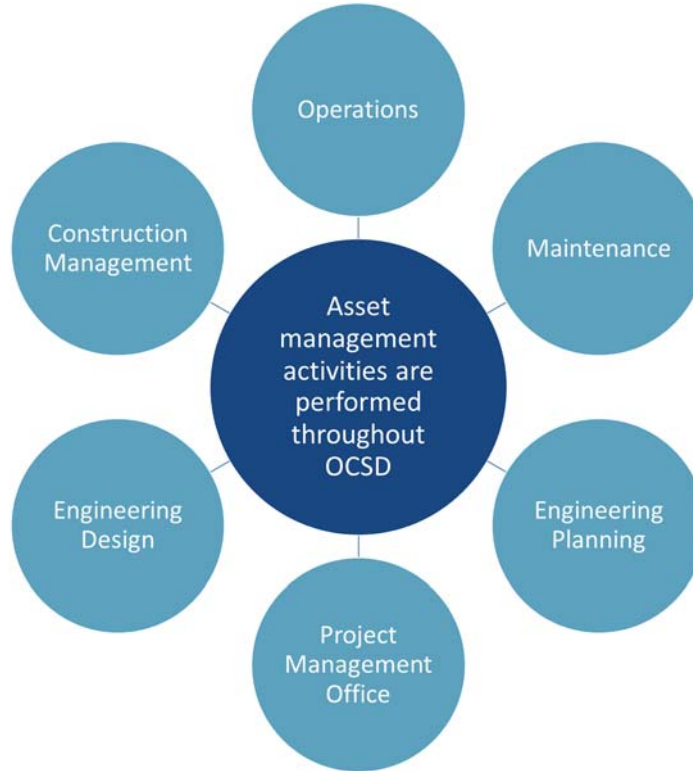 Operations
Construction
Management
Maintenance
Asset
management
activities are
performed
throughout
OCSD
Engineering
Design
Engineering
Planning
Project
Management
Office